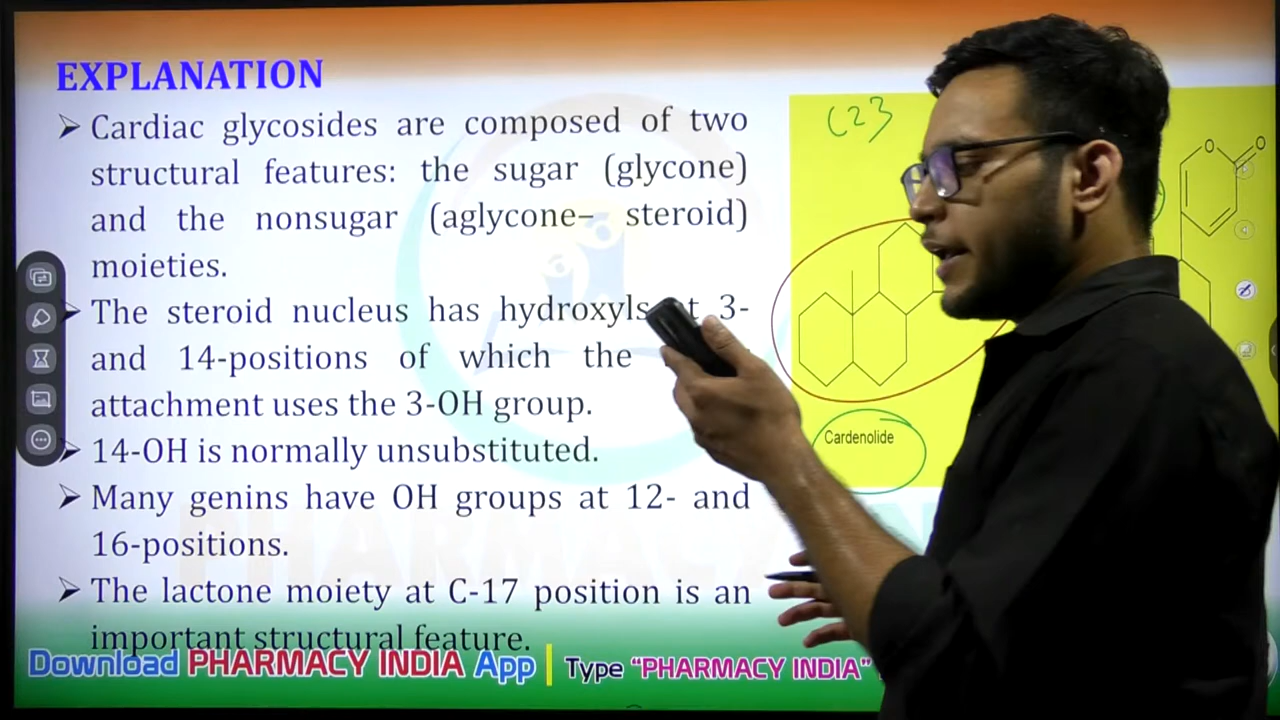 EXPLANATION
➤ Cardiac glycosides are composed of two
structural features: the sugar (glycone)
and the nonsugar (aglycone– steroid)
moieties.
➤ The steroid nucleus has hydroxyls at 3-
and 14-positions of which the
attachment uses the 3-OH group.
➤ 14-OH is normally unsubstituted.
➤ Many genins have OH groups at 12- and
16-positions.
➤ The lactone moiety at C-17 position is an
important structural feature.
Download PHARMACY INDIA App | Type "PHARMACY INDIA"
C23
O
O
Cardenolide